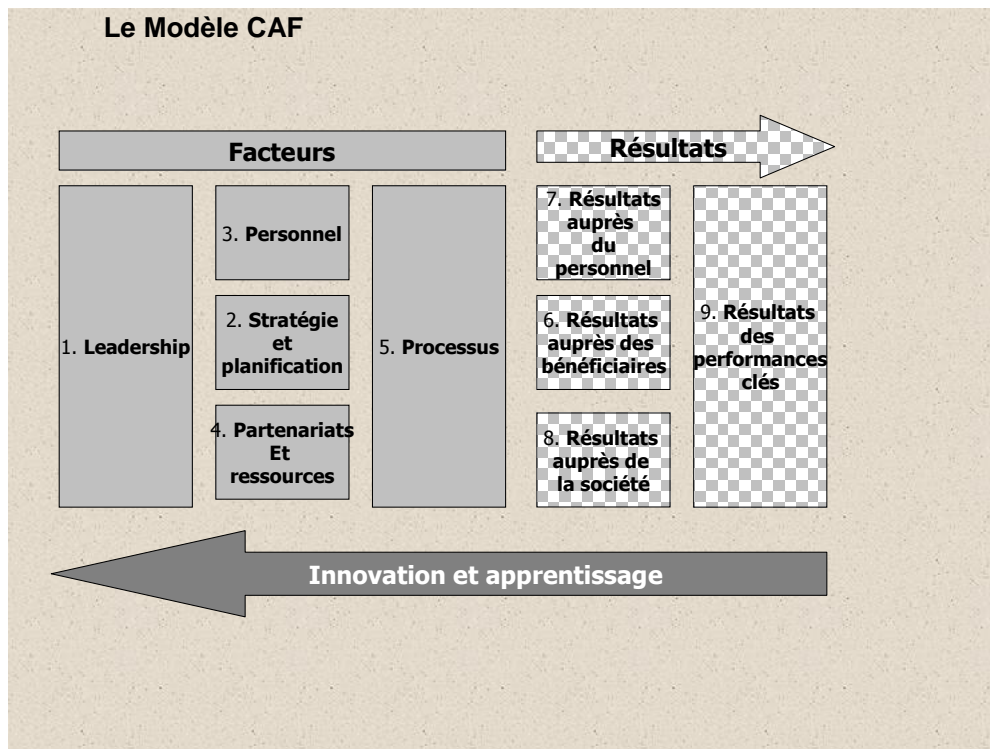 Le Modèle CAF
Facteurs
Résultats
1. Leadership
3. Personnel
2. Stratégie
et
planification
4. Partenariats
Et
ressources
5. Processus
7. Résultats
auprès
du
personnel
6. Résultats
auprès des
bénéficiaires
8. Résultats
auprès de
la société
9. Résultats
des
performances
clés
Innovation et apprentissage